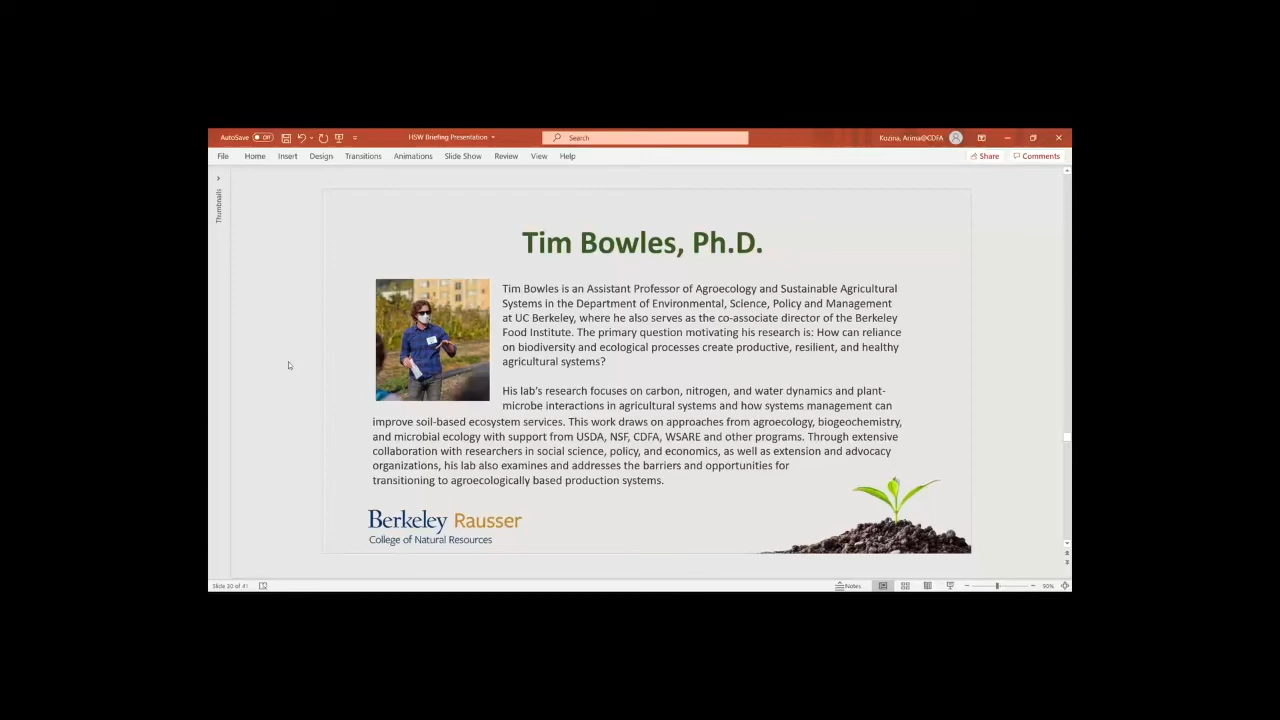 AutoSave Off
HSW Briefing Presentation
Search
Kozina, Arima@CDFA
File Home Insert Design Transitions Animations Slide Show Review View Help
Share Comments
Thumbnails
Tim Bowles, Ph.D.
Tim Bowles is an Assistant Professor of Agroecology and Sustainable Agricultural
Systems in the Department of Environmental, Science, Policy and Management
at UC Berkeley, where he also serves as the co-associate director of the Berkeley
Food Institute. The primary question motivating his research is: How can reliance
on biodiversity and ecological processes create productive, resilient, and healthy
agricultural systems?
His lab's research focuses on carbon, nitrogen, and water dynamics and plant-
microbe interactions in agricultural systems and how systems management can
improve soil-based ecosystem services. This work draws on approaches from agroecology, biogeochemistry,
and microbial ecology with support from USDA, NSF, CDFA, WSARE and other programs. Through extensive
collaboration with researchers in social science, policy, and economics, as well as extension and advocacy
organizations, his lab also examines and addresses the barriers and opportunities for
transitioning to agroecologically based production systems.
Berkeley Rausser
College of Natural Resources
Slide 20 of 41
Notes
90%